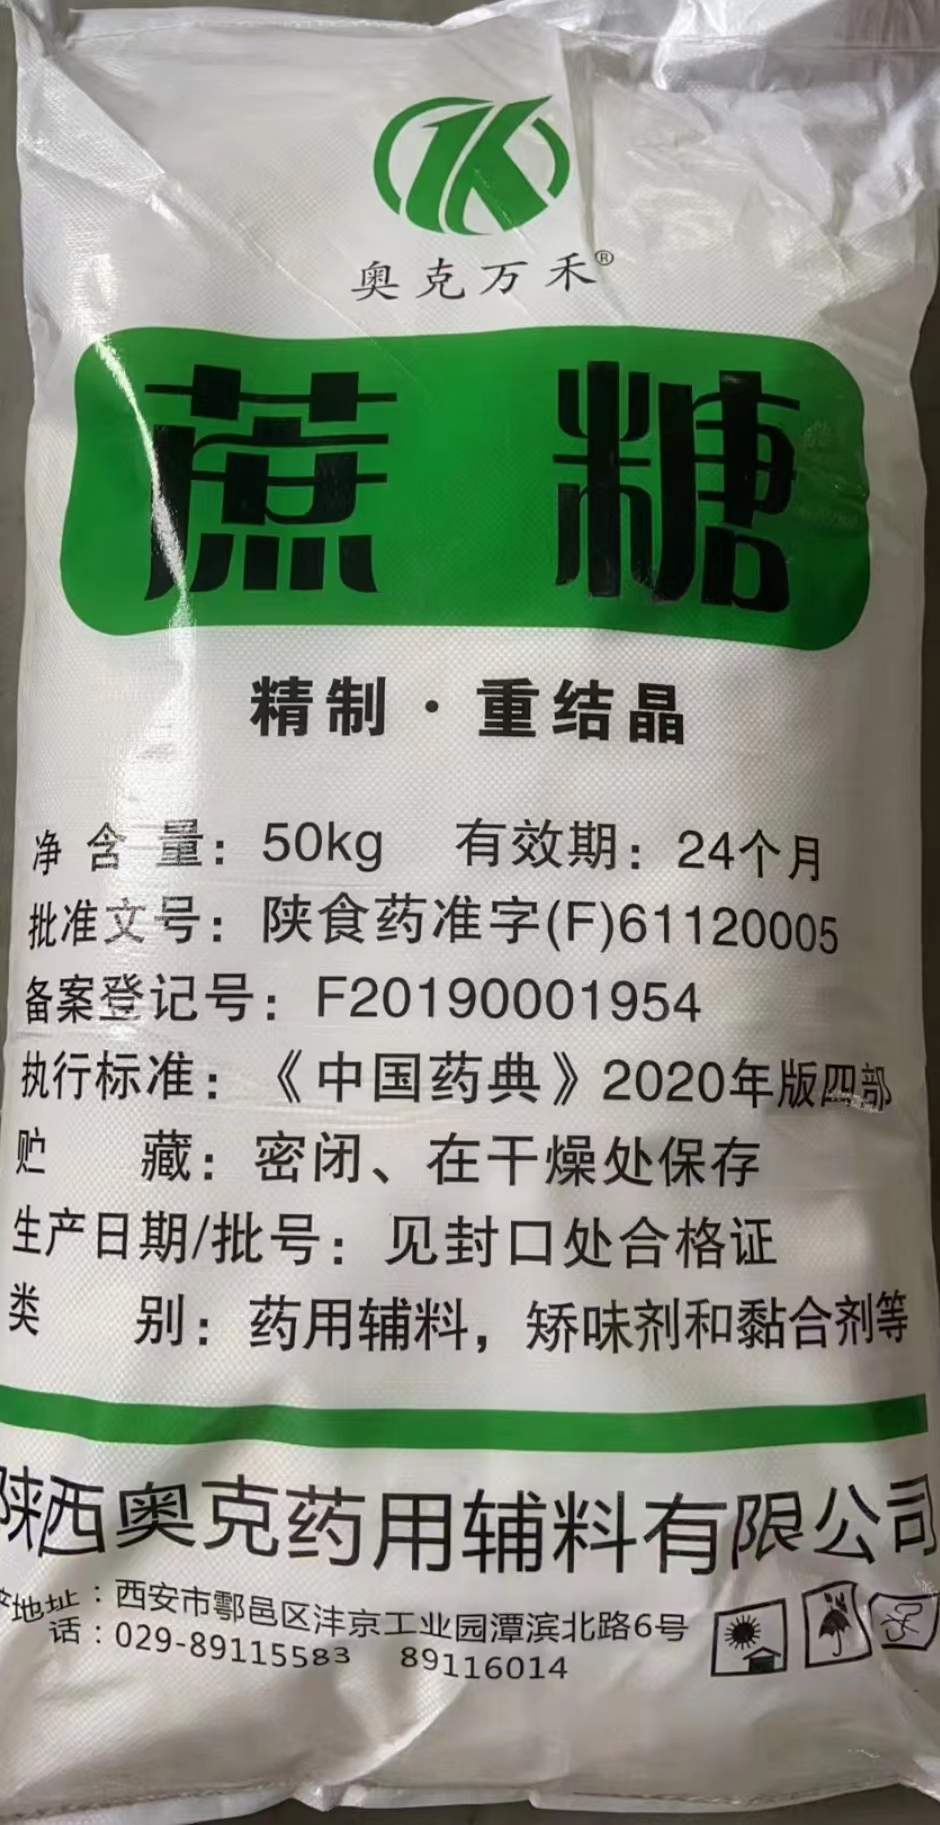 奥克万禾®
蔗糖
精制·重结晶
净含量：50kg 有效期：24个月
批准文号：陕食药准字(F)61120005
备案登记号：F20190001954
执行标准：《中国药典》2020年版四部
贮藏：密闭、在干燥处保存
生产日期/批号：见封口处合格证
类别：药用辅料，矫味剂和黏合剂等
陕西奥克药用辅料有限公司
地址：西安市鄠邑区沣京工业园潭滨北路6号
话：029-89115583 89116014